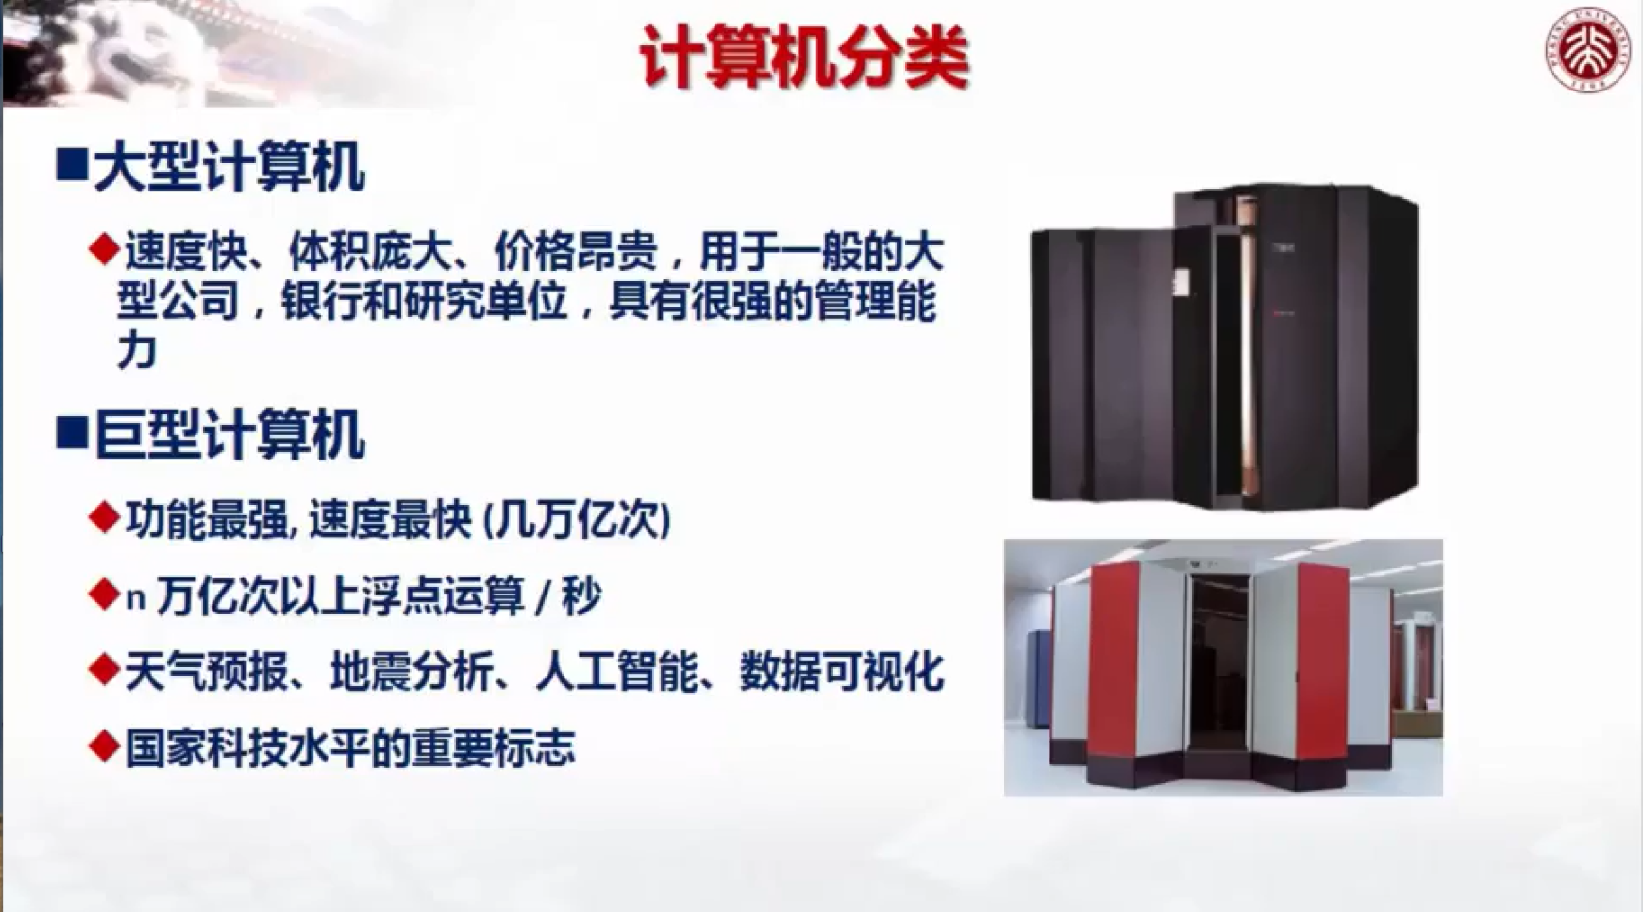 计算机分类
PEKING UNIVERSITY
1898
■大型计算机
◆速度快、体积庞大、价格昂贵，用于一般的大
型公司，银行和研究单位，具有很强的管理能
力
■巨型计算机
◆功能最强, 速度最快 (几万亿次)
◆n 万亿次以上浮点运算 / 秒
◆天气预报、地震分析、人工智能、数据可视化
◆国家科技水平的重要标志